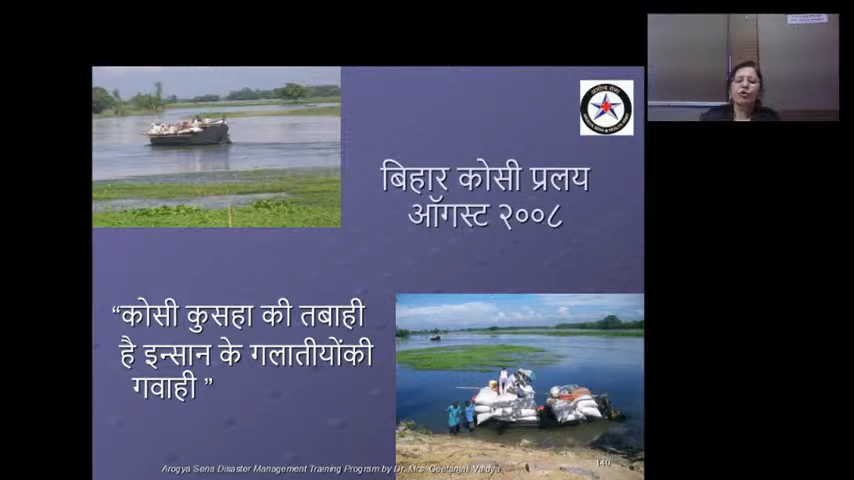 बिहार कोसी प्रलय
ऑगस्ट २००८
“कोसी कुसहा की तबाही
है इन्सान के गलातीयोंकी
गवाही ”
Arogya Sena Disaster Management Training Program by Dr. Mrs. Geetanjali Vaidya
140